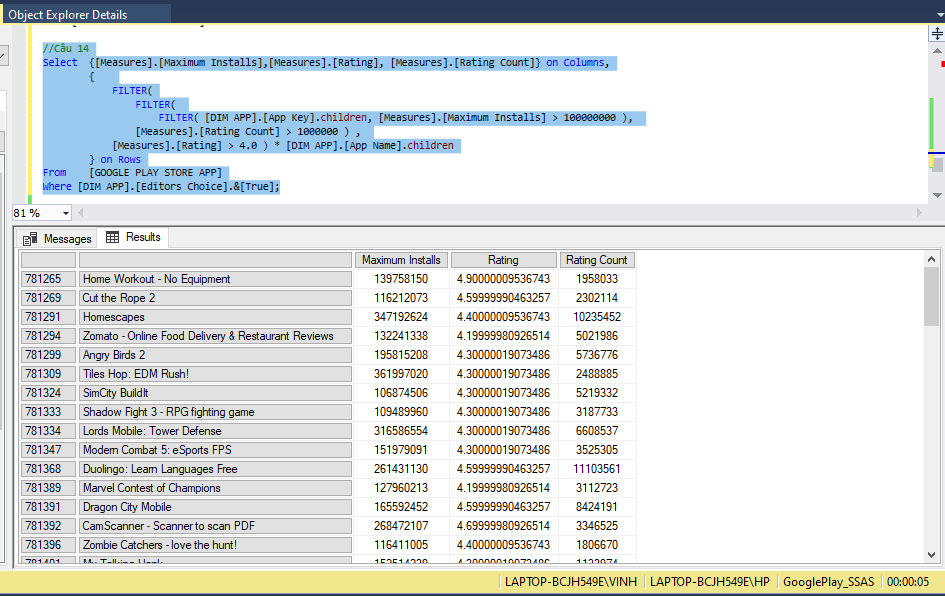 Object Explorer Details
//Câu 14
Select {[Measures].[Maximum Installs],[Measures].[Rating], [Measures].[Rating Count]} on Columns,
{
FILTER(
FILTER(
FILTER( [DIM APP].[App Key].children, [Measures].[Maximum Installs] > 100000000 ),
[Measures].[Rating Count] > 1000000 ) ,
[Measures].[Rating] > 4.0 ) * [DIM APP].[App Name].children
} on Rows
From [GOOGLE PLAY STORE APP]
Where [DIM APP].[Editors Choice].&[True];
81 %
Messages Results
Maximum Installs Rating Rating Count
781265 Home Workout - No Equipment 139758150 4.90000009536743 1958033
781269 Cut the Rope 2 116212073 4.59999990463257 2302114
781291 Homescapes 347192624 4.40000009536743 10235452
781294 Zomato - Online Food Delivery & Restaurant Reviews 132241338 4.19999980926514 5021986
781299 Angry Birds 2 195815208 4.30000019073486 5736776
781309 Tiles Hop: EDM Rush! 361997020 4.30000019073486 2488885
781324 SimCity BuildIt 106874506 4.30000019073486 5219332
781333 Shadow Fight 3 - RPG fighting game 109489960 4.30000019073486 3187733
781334 Lords Mobile: Tower Defense 316586554 4.30000019073486 6608537
781347 Modern Combat 5: eSports FPS 151979091 4.30000019073486 3525305
781368 Duolingo: Learn Languages Free 261431130 4.59999990463257 11103561
781389 Marvel Contest of Champions 127960213 4.19999980926514 3112723
781391 Dragon City Mobile 165592452 4.59999990463257 8424191
781392 CamScanner - Scanner to scan PDF 268472107 4.69999980926514 3346525
781396 Zombie Catchers - love the hunt! 116411005 4.40000009536743 1806670
LAPTOP-BCJH549E\VINH LAPTOP-BCJH549E\HP GooglePlay_SSAS 00:00:05